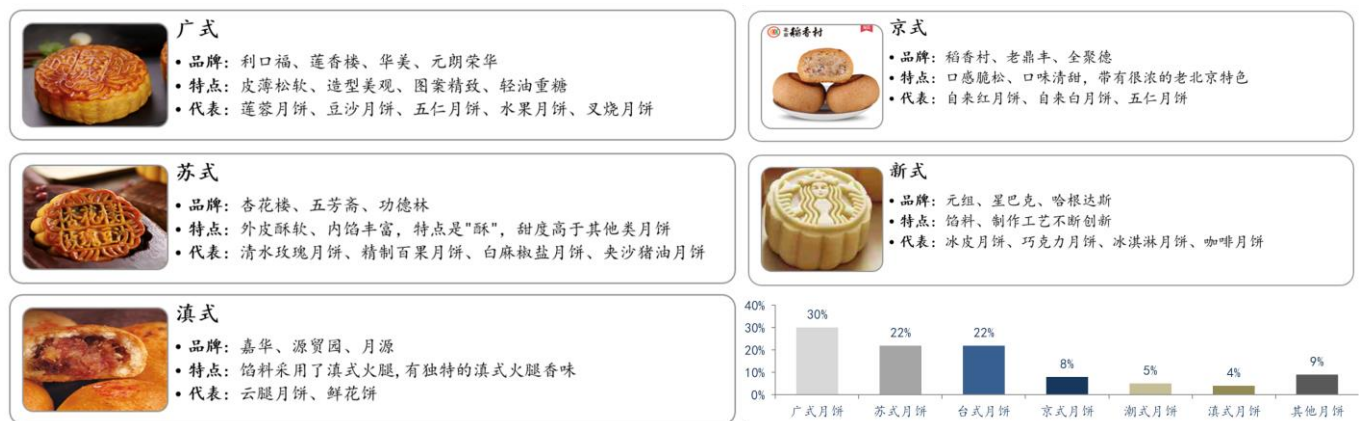 广式
• 品牌：利口福、莲香楼、华美、元朗荣华
• 特点：皮薄松软、造型美观、图案精致、轻油重糖
• 代表：莲蓉月饼、豆沙月饼、五仁月饼、水果月饼、叉烧月饼
苏式
• 品牌：杏花楼、五芳斋、功德林
• 特点：外皮酥软、内馅丰富，特点是"酥"，甜度高于其他类月饼
• 代表：清水玫瑰月饼、精制百果月饼、白麻椒盐月饼、夹沙猪油月饼
滇式
• 品牌：嘉华、源贸园、月源
• 特点：馅料采用了滇式火腿,有独特的滇式火腿香味
• 代表：云腿月饼、鲜花饼
稻香村
京式
• 品牌：稻香村、老鼎丰、全聚德
• 特点：口感脆松、口味清甜，带有很浓的老北京特色
• 代表：自来红月饼、自来白月饼、五仁月饼
新式
• 品牌：元组、星巴克、哈根达斯
• 特点：馅料、制作工艺不断创新
• 代表：冰皮月饼、巧克力月饼、冰淇淋月饼、咖啡月饼
40%
30%
20%
10%
0%
30% 22% 22% 8% 5% 4% 9%
广式月饼 苏式月饼 台式月饼 京式月饼 潮式月饼 滇式月饼 其他月饼